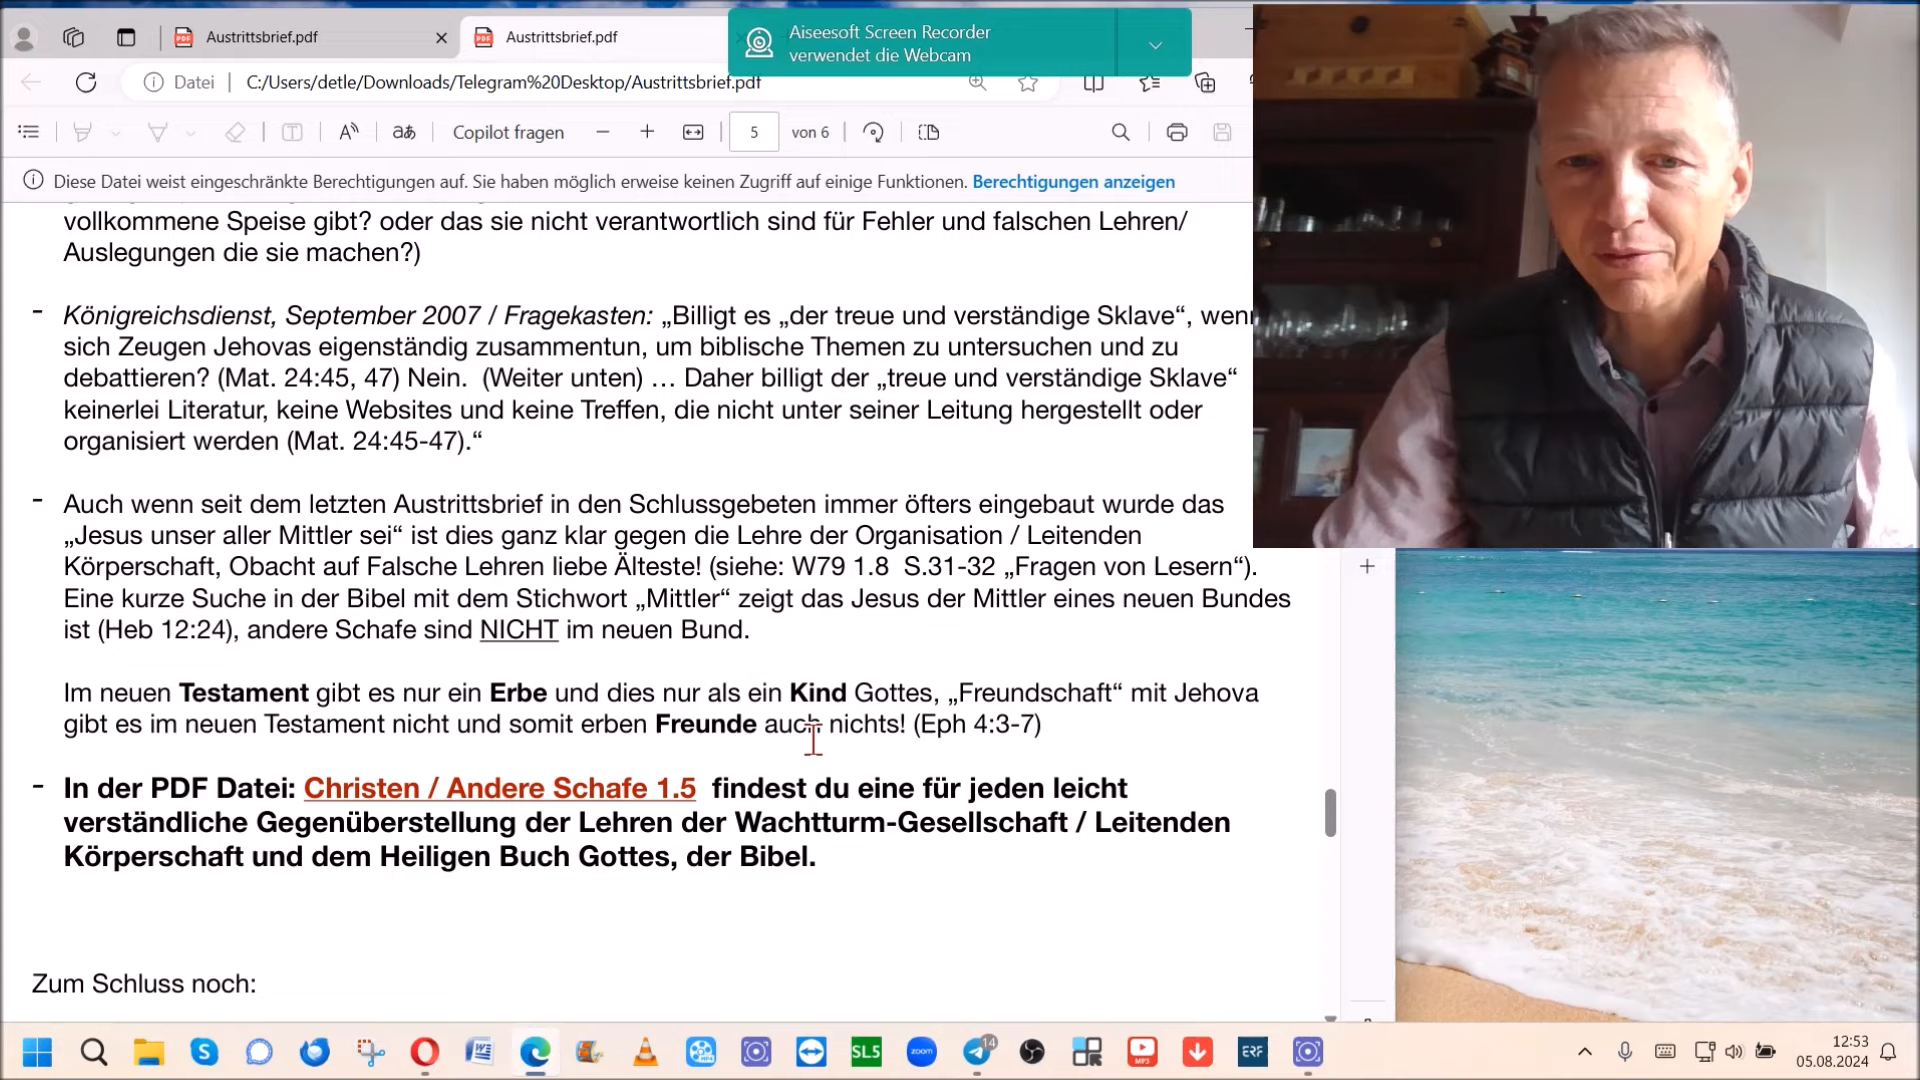 Austrittsbrief.pdf
Austrittsbrief.pdf
Aiseesoft Screen Recorder
verwendet die Webcam
Datei
C:/Users/detle/Downloads/Telegram%20Desktop/Austrittsbrief.pdf
Copilot fragen
5
von 6
Diese Datei weist eingeschränkte Berechtigungen auf. Sie haben möglich erweise keinen Zugriff auf einige Funktionen. Berechtigungen anzeigen
vollkommene Speise gibt? oder das sie nicht verantwortlich sind für Fehler und falschen Lehren/
Auslegungen die sie machen?)
- Königreichsdienst, September 2007 / Fragekasten: „Billigt es „der treue und verständige Sklave“, wenn
sich Zeugen Jehovas eigenständig zusammentun, um biblische Themen zu untersuchen und zu
debattieren? (Mat. 24:45, 47) Nein. (Weiter unten) … Daher billigt der „treue und verständige Sklave“
keinerlei Literatur, keine Websites und keine Treffen, die nicht unter seiner Leitung hergestellt oder
organisiert werden (Mat. 24:45-47).“
- Auch wenn seit dem letzten Austrittsbrief in den Schlussgebeten immer öfters eingebaut wurde das
„Jesus unser aller Mittler sei“ ist dies ganz klar gegen die Lehre der Organisation / Leitenden
Körperschaft, Obacht auf Falsche Lehren liebe Älteste! (siehe: W79 1.8 S.31-32 „Fragen von Lesern“).
Eine kurze Suche in der Bibel mit dem Stichwort „Mittler“ zeigt das Jesus der Mittler eines neuen Bundes
ist (Heb 12:24), andere Schafe sind NICHT im neuen Bund.
Im neuen Testament gibt es nur ein Erbe und dies nur als ein Kind Gottes, „Freundschaft“ mit Jehova
gibt es im neuen Testament nicht und somit erben Freunde auch nichts! (Eph 4:3-7)
- In der PDF Datei: Christen / Andere Schafe 1.5 findest du eine für jeden leicht
verständliche Gegenüberstellung der Lehren der Wachtturm-Gesellschaft / Leitenden
Körperschaft und dem Heiligen Buch Gottes, der Bibel.
Zum Schluss noch:
SL5
zoom
14
MP3
ERF
12:53
05.08.2024